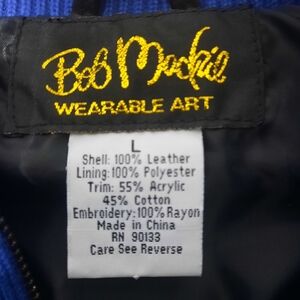 Bob Mackie
WEARABLE ART
L
Shell: 100% Leather
Lining: 100% Polyester
Trim: 55% Acrylic
45% Cotton
Embroidery: 100% Rayon
Made in China
RN 90133
Care See Reverse